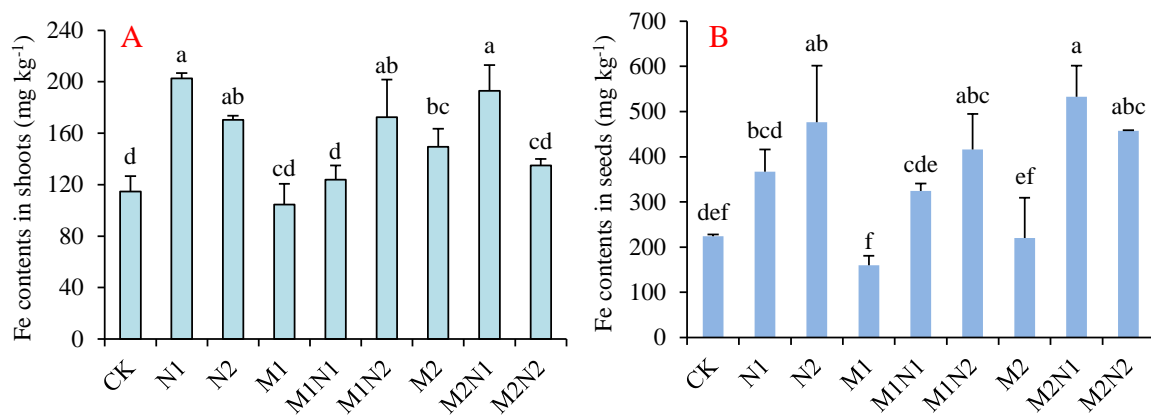 A
Fe contents in shoots (mg kg-1)
240
200
160
120
80
40
0
d
a
ab
cd
d
ab
bc
a
cd
CK
N1
N2
M1
M1N1
M1N2
M2
M2N1
M2N2
B
Fe contents in seeds (mg kg-1)
700
600
500
400
300
200
100
0
def
bcd
ab
f
cde
abc
ef
a
abc
CK
N1
N2
M1
M1N1
M1N2
M2
M2N1
M2N2